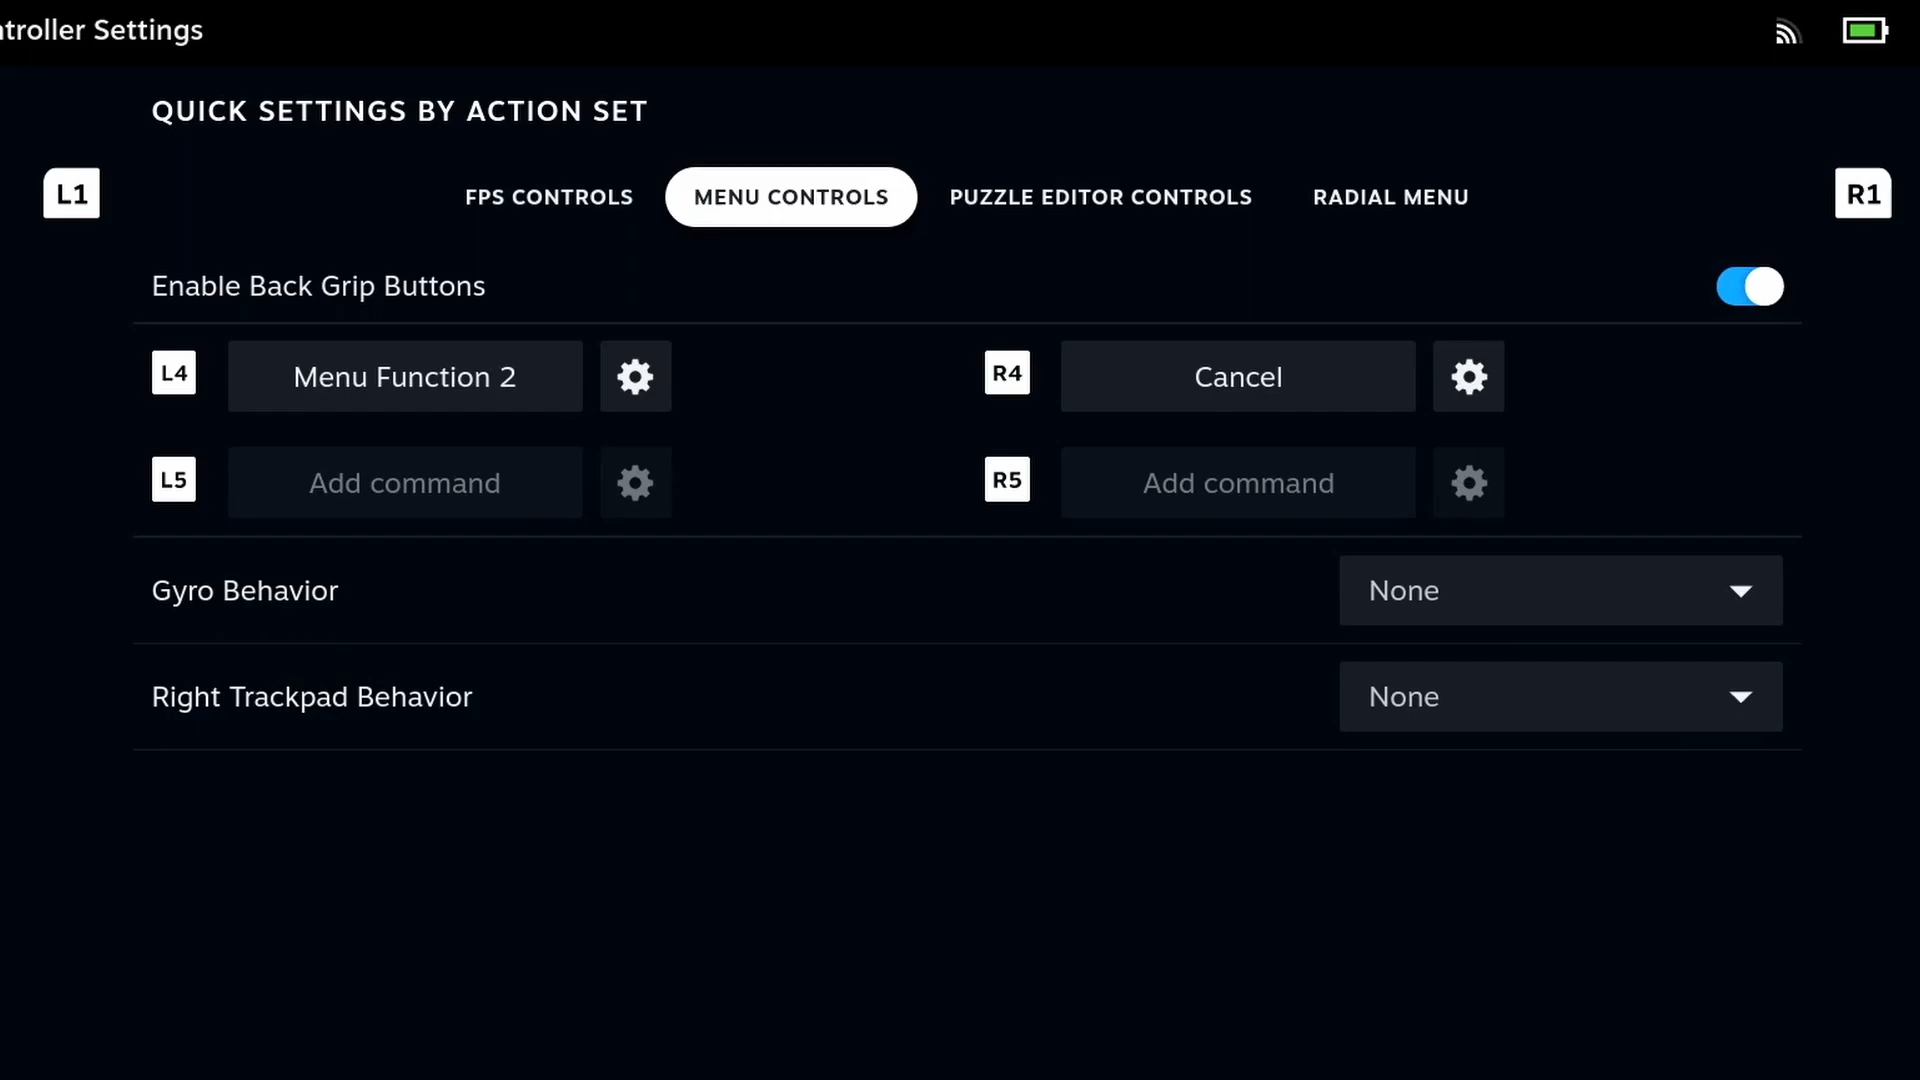 ntroller Settings
QUICK SETTINGS BY ACTION SET
L1 FPS CONTROLS MENU CONTROLS PUZZLE EDITOR CONTROLS RADIAL MENU R1
Enable Back Grip Buttons
L4 Menu Function 2 R4 Cancel
L5 Add command R5 Add command
Gyro Behavior None
Right Trackpad Behavior None